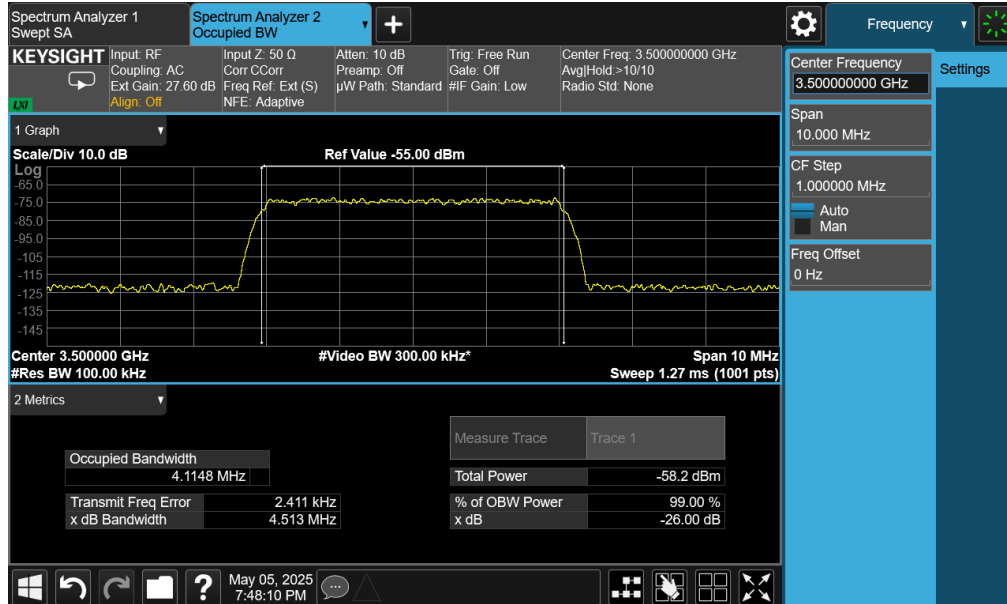 Spectrum Analyzer 1
Swept SA
Spectrum Analyzer 2
Occupied BW
Frequency
KEYSIGHT
Input: RF
Coupling: AC
Ext Gain: 27.60 dB
Align: Off
Input Z: 50 Ω
Corr CCorr
Freq Ref: Ext (S)
NFE: Adaptive
Atten: 10 dB
Preamp: Off
µW Path: Standard
Trig: Free Run
Gate: Off
#IF Gain: Low
Center Freq: 3.500000000 GHz
Avg|Hold:>10/10
Radio Std: None
LXI
Center Frequency
3.500000000 GHz
Settings
Span
10.000 MHz
CF Step
1.000000 MHz
Auto
Man
Freq Offset
0 Hz
1 Graph
Scale/Div 10.0 dB
Ref Value -55.00 dBm
Log
-65.0
-75.0
-85.0
-95.0
-105
-115
-125
-135
-145
Center 3.500000 GHz
#Video BW 300.00 kHz*
Span 10 MHz
#Res BW 100.00 kHz
Sweep 1.27 ms (1001 pts)
2 Metrics
Measure Trace
Trace 1
Occupied Bandwidth
4.1148 MHz
Total Power
-58.2 dBm
Transmit Freq Error
2.411 kHz
% of OBW Power
99.00 %
x dB Bandwidth
4.513 MHz
x dB
-26.00 dB
?
May 05, 2025
7:48:10 PM